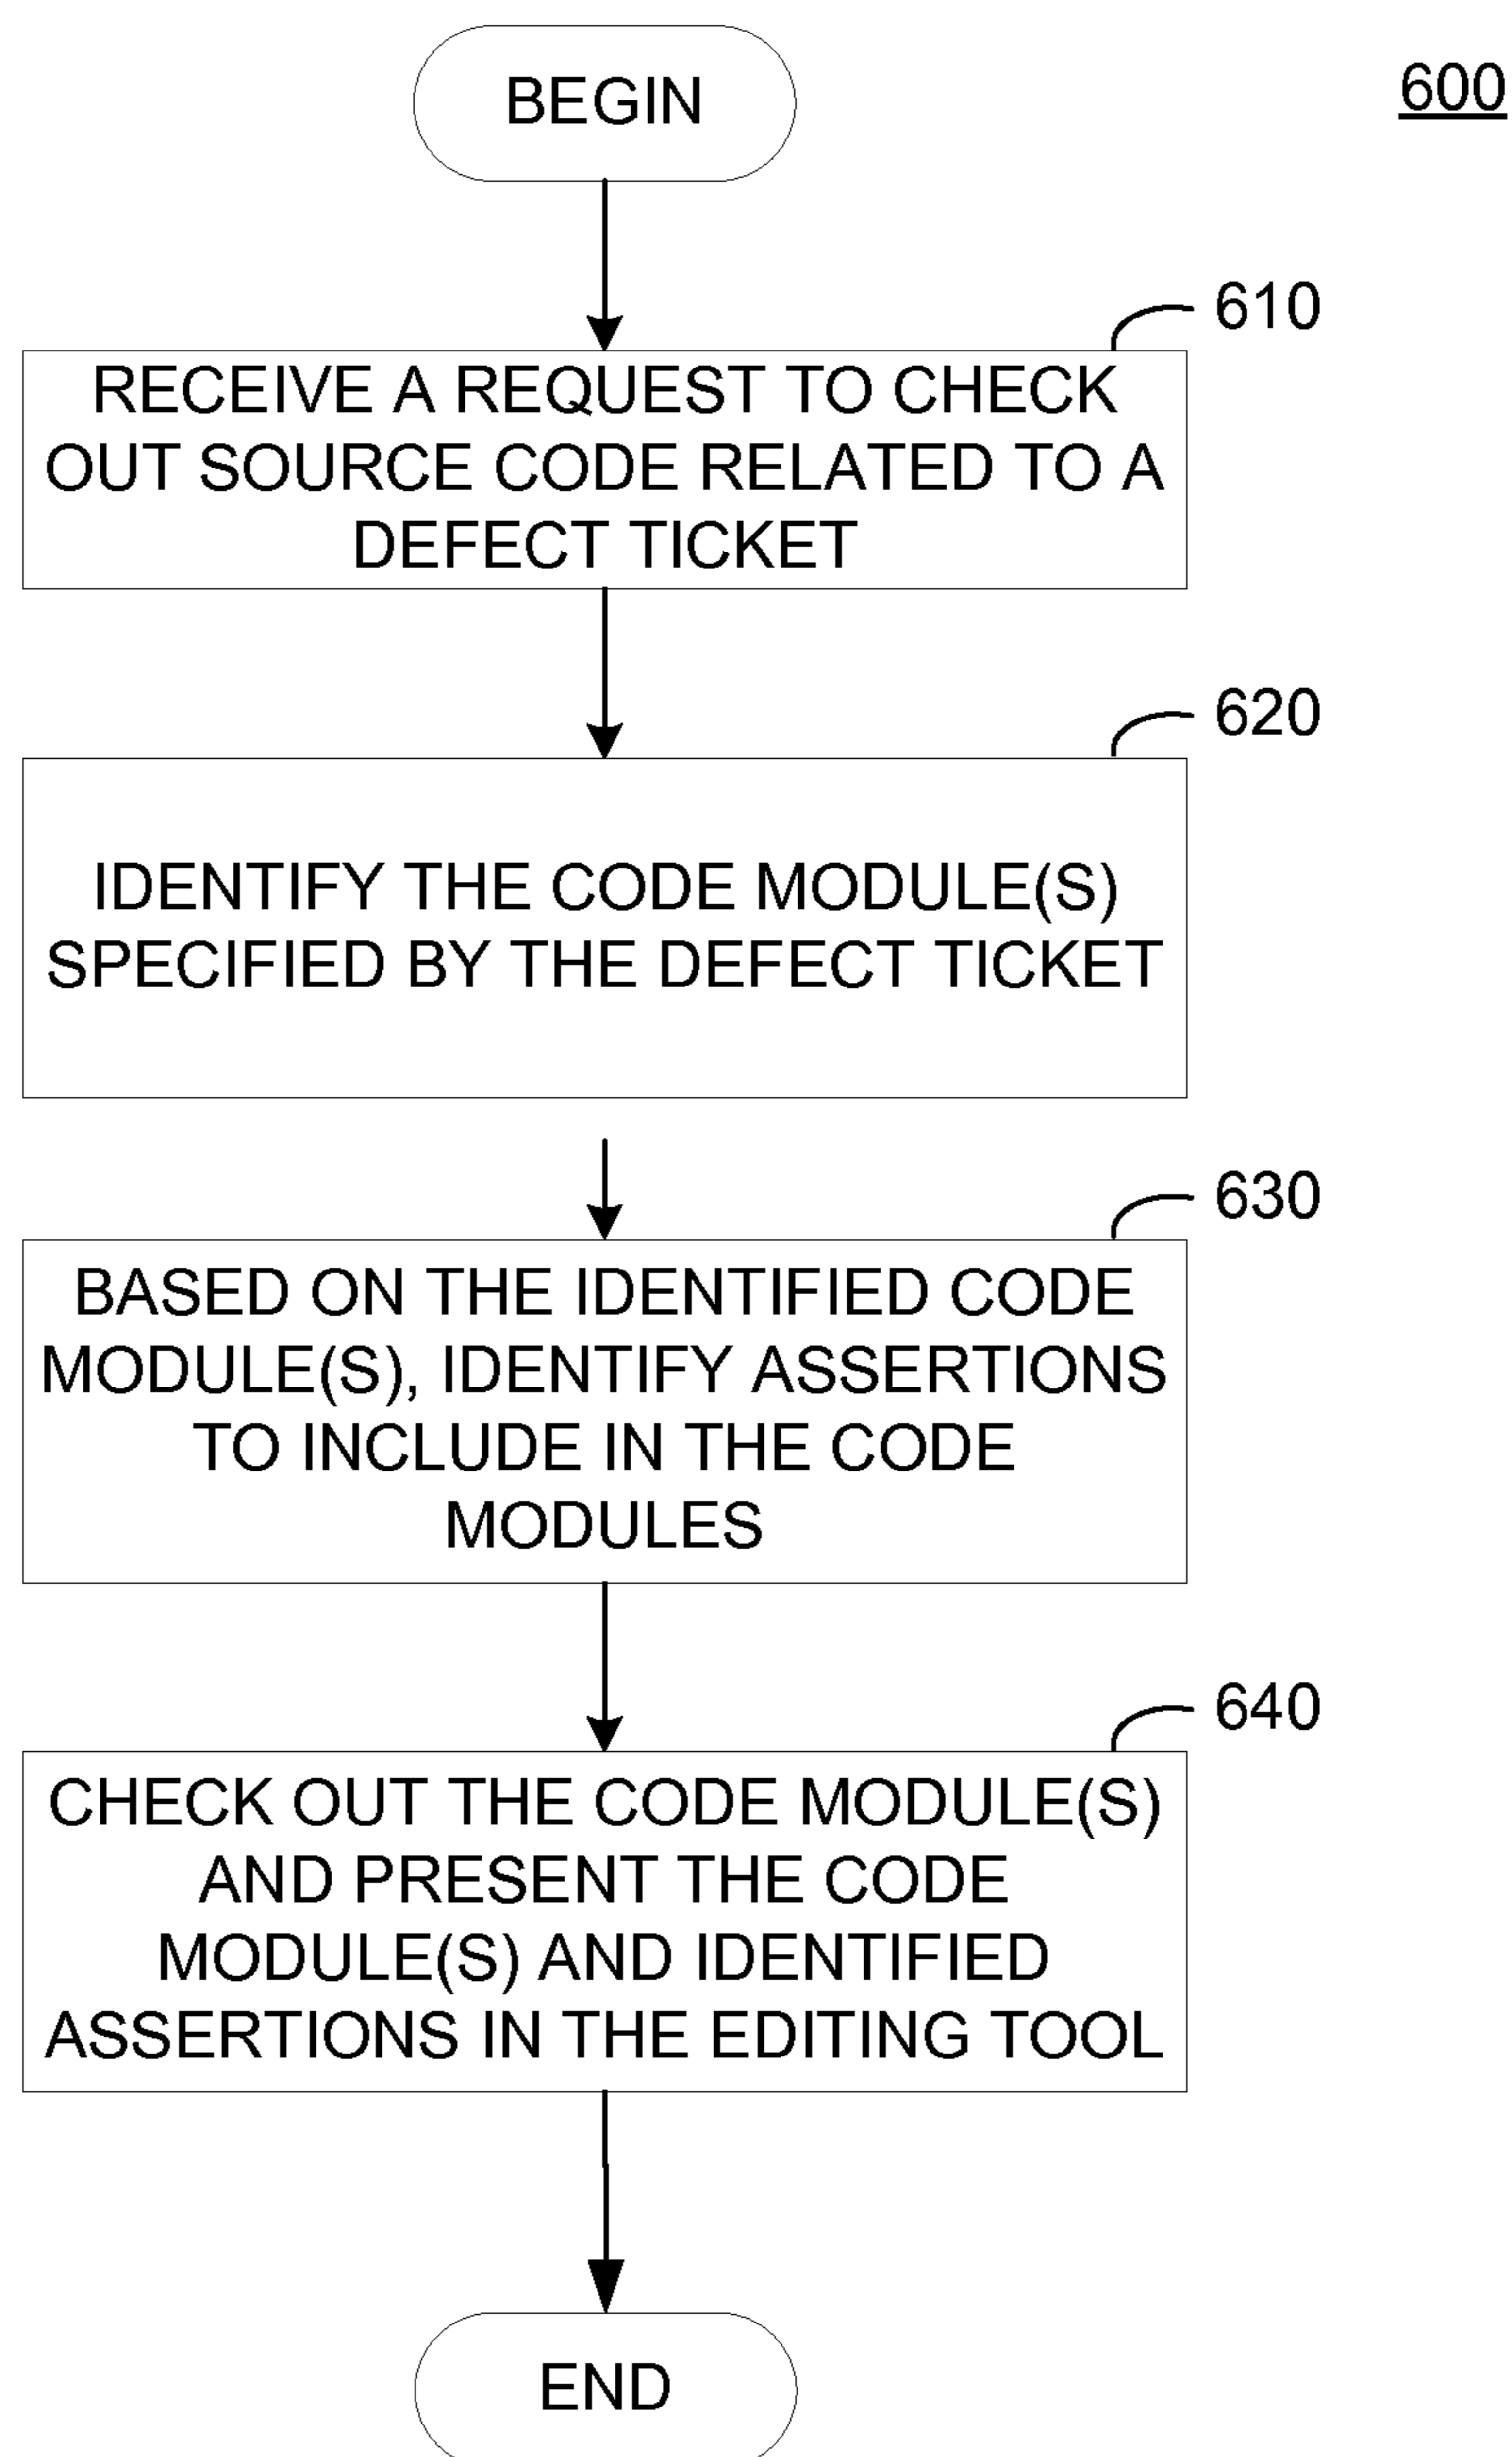 BEGIN
600
610
RECEIVE A REQUEST TO CHECK
OUT SOURCE CODE RELATED TO A
DEFECT TICKET
620
IDENTIFY THE CODE MODULE(S)
SPECIFIED BY THE DEFECT TICKET
630
BASED ON THE IDENTIFIED CODE
MODULE(S), IDENTIFY ASSERTIONS
TO INCLUDE IN THE CODE
MODULES
640
CHECK OUT THE CODE MODULE(S)
AND PRESENT THE CODE
MODULE(S) AND IDENTIFIED
ASSERTIONS IN THE EDITING TOOL
END